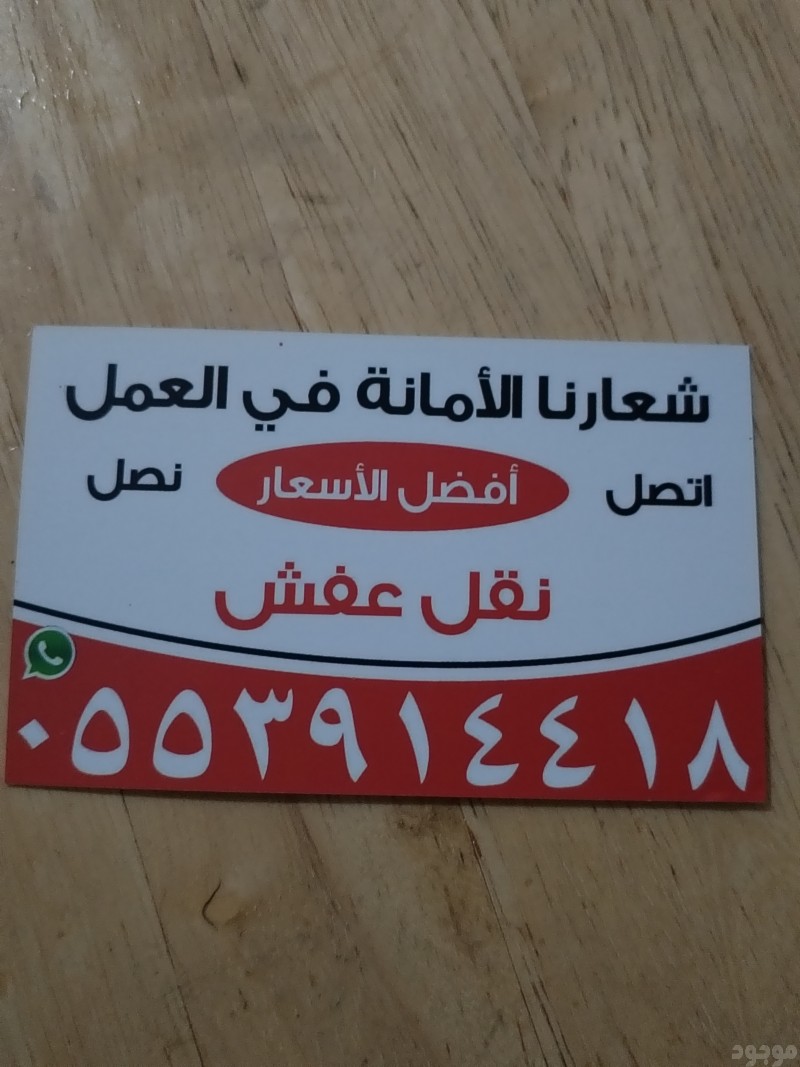 شعارنا الأمانة في العمل
اتصل أفضل الأسعار نصل
نقل عفش
٠٥٥٣٩١٤٤١٨
موجود